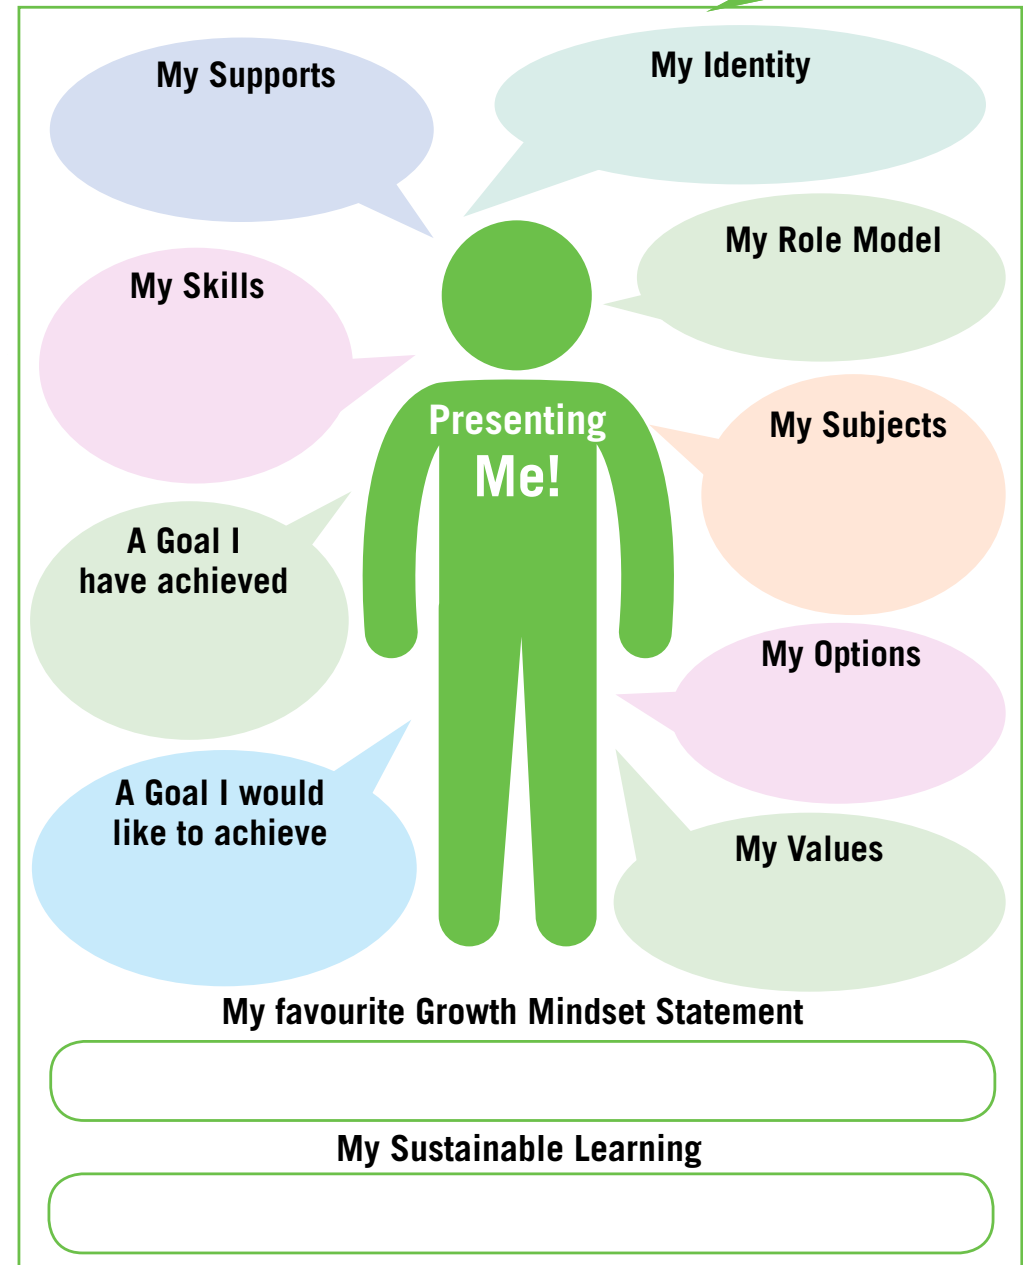 My Supports
My Identity
My Role Model
My Skills
Presenting
Me!
My Subjects
A Goal I
have achieved
My Options
A Goal I would
like to achieve
My Values
My favourite Growth Mindset Statement
My Sustainable Learning